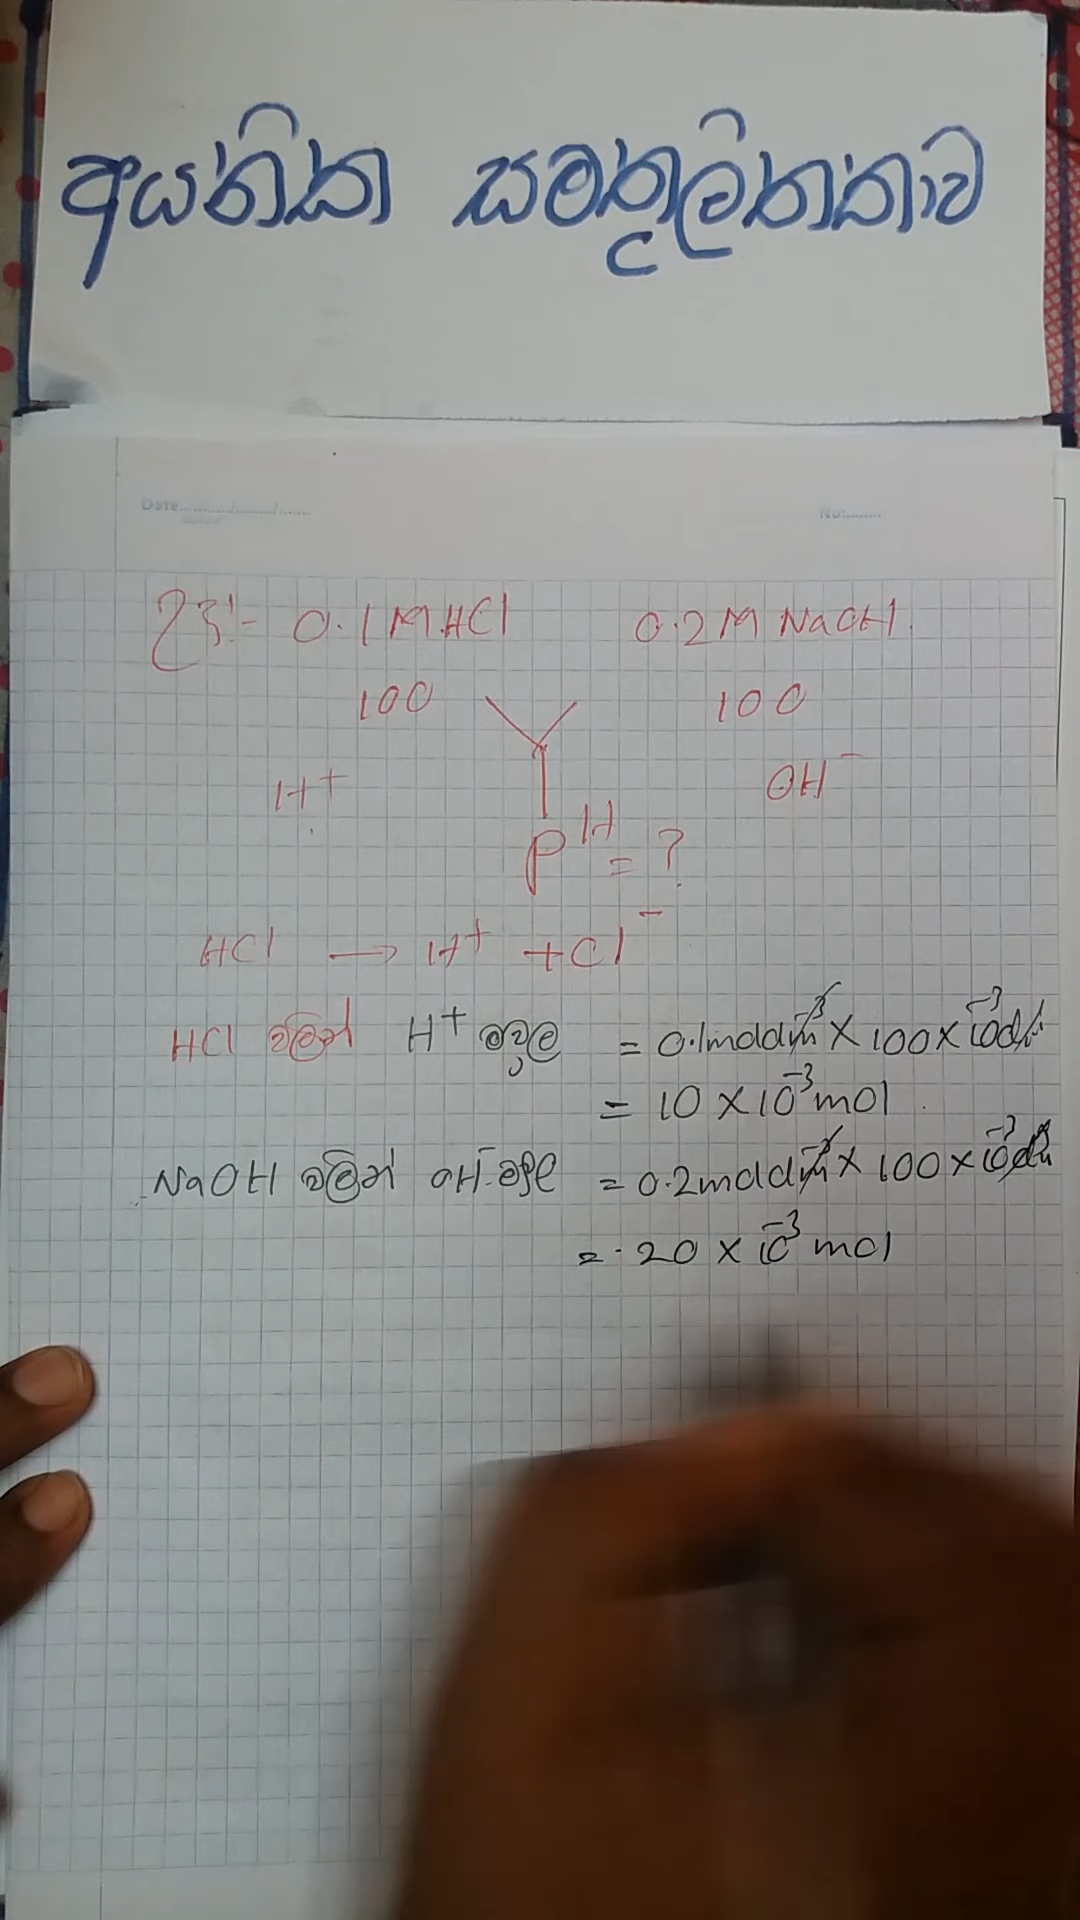 අයනික සමතුලිතතාව
Date............/........./.......
No:........
23:- 0.1M HCl 0.2M NaOH.
100 100
H+ OH-
PH = ?
HCl → H+ + Cl-
HCl වලින් H+ මවුල = 0.1moldm-3 × 100 × 10-3dm3
= 10 × 10-3 mol
NaOH වලින් OH- මවුල = 0.2moldm-3 × 100 × 10-3dm3
= 20 × 10-3 mol